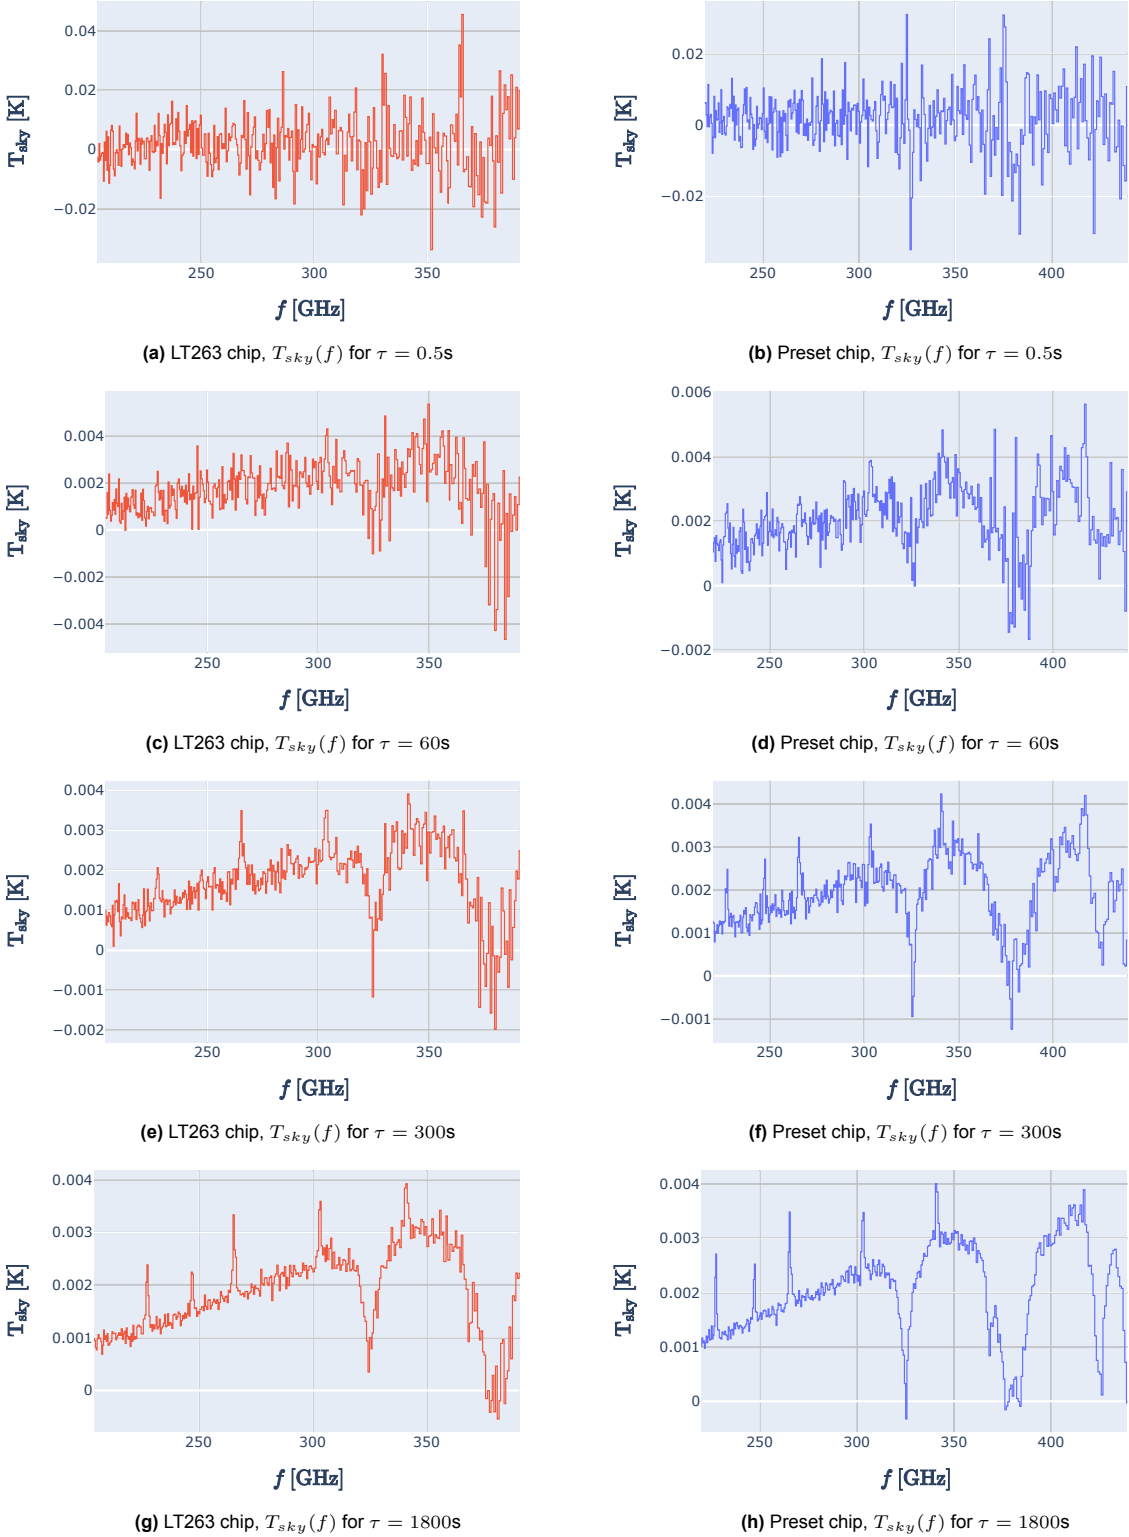 0.04
0.02
0
−0.02
T_sky [K]
250
300
350
f [GHz]
(a) LT263 chip, T_sky(f) for τ = 0.5s
0.02
0
−0.02
T_sky [K]
250
300
350
400
f [GHz]
(b) Preset chip, T_sky(f) for τ = 0.5s
0.004
0.002
0
−0.002
−0.004
T_sky [K]
250
300
350
f [GHz]
(c) LT263 chip, T_sky(f) for τ = 60s
0.006
0.004
0.002
0
−0.002
T_sky [K]
250
300
350
400
f [GHz]
(d) Preset chip, T_sky(f) for τ = 60s
0.004
0.003
0.002
0.001
0
−0.001
−0.002
T_sky [K]
250
300
350
f [GHz]
(e) LT263 chip, T_sky(f) for τ = 300s
0.004
0.003
0.002
0.001
0
−0.001
T_sky [K]
250
300
350
400
f [GHz]
(f) Preset chip, T_sky(f) for τ = 300s
0.004
0.003
0.002
0.001
0
T_sky [K]
250
300
350
f [GHz]
(g) LT263 chip, T_sky(f) for τ = 1800s
0.004
0.003
0.002
0.001
0
T_sky [K]
250
300
350
400
f [GHz]
(h) Preset chip, T_sky(f) for τ = 1800s